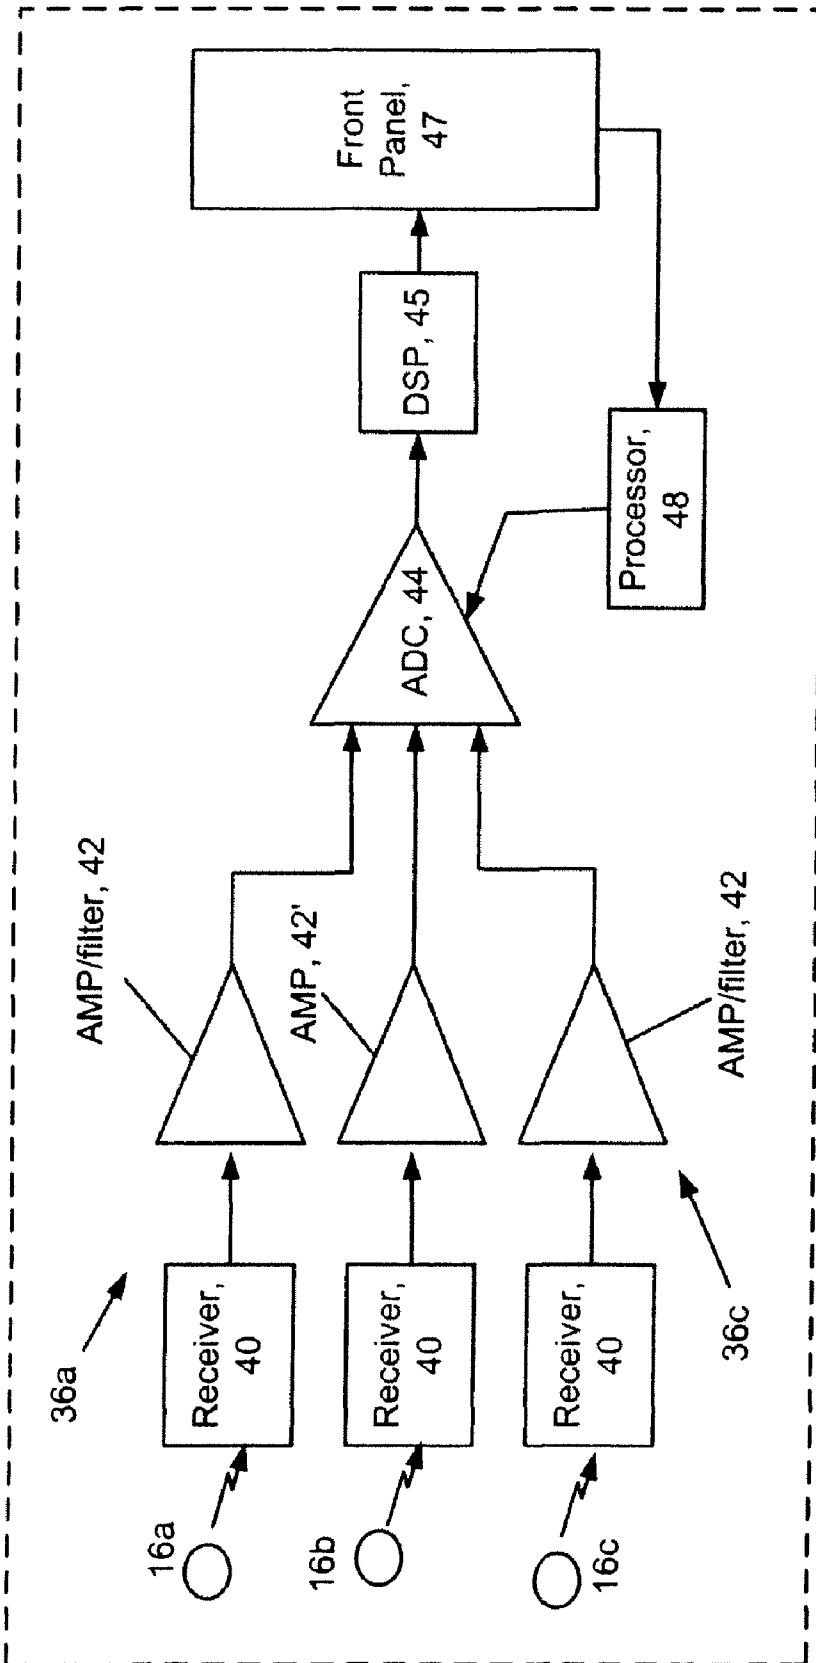 36a
16a
Receiver,
40
AMP/filter, 42
16b
Receiver,
40
AMP, 42'
16c
Receiver,
40
AMP/filter, 42
36c
ADC, 44
DSP, 45
Front
Panel,
47
Processor,
48